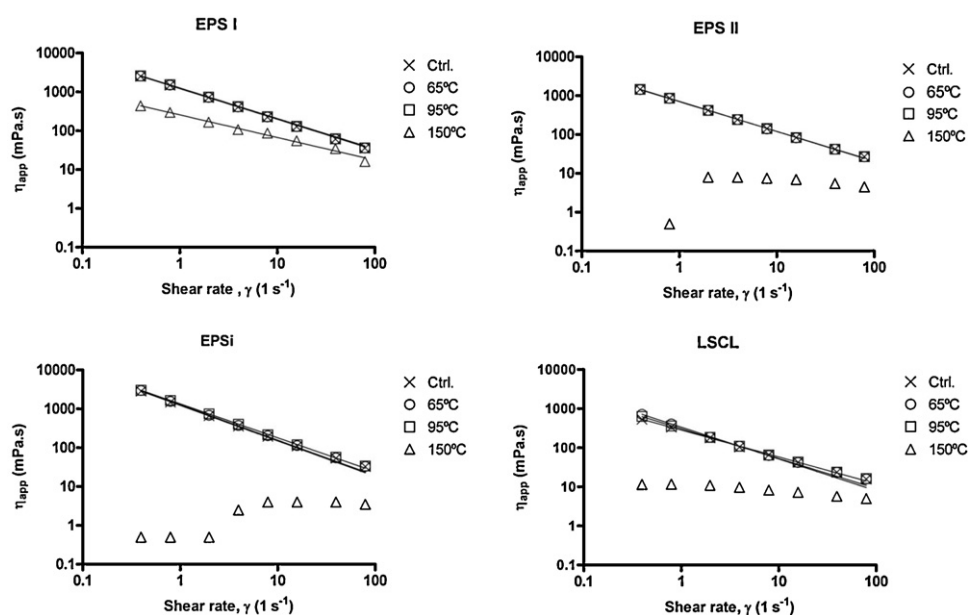 EPS I
10000
1000
100
10
1
0.1
ηapp (mPa.s)
0.1 1 10 100
Shear rate , γ (1 s-1)
Ctrl.
65ºC
95ºC
150ºC
EPS II
10000
1000
100
10
1
0.1
ηapp (mPa.s)
0.1 1 10 100
Shear rate, γ (1 s-1)
Ctrl.
65ºC
95ºC
150ºC
EPSi
10000
1000
100
10
1
0.1
ηapp (mPa.s)
0.1 1 10 100
Shear rate, γ (1 s-1)
Ctrl.
65ºC
95ºC
150ºC
LSCL
10000
1000
100
10
1
0.1
ηapp (mPa.s)
0.1 1 10 100
Shear rate, γ (1 s-1)
Ctrl.
65ºC
95ºC
150ºC